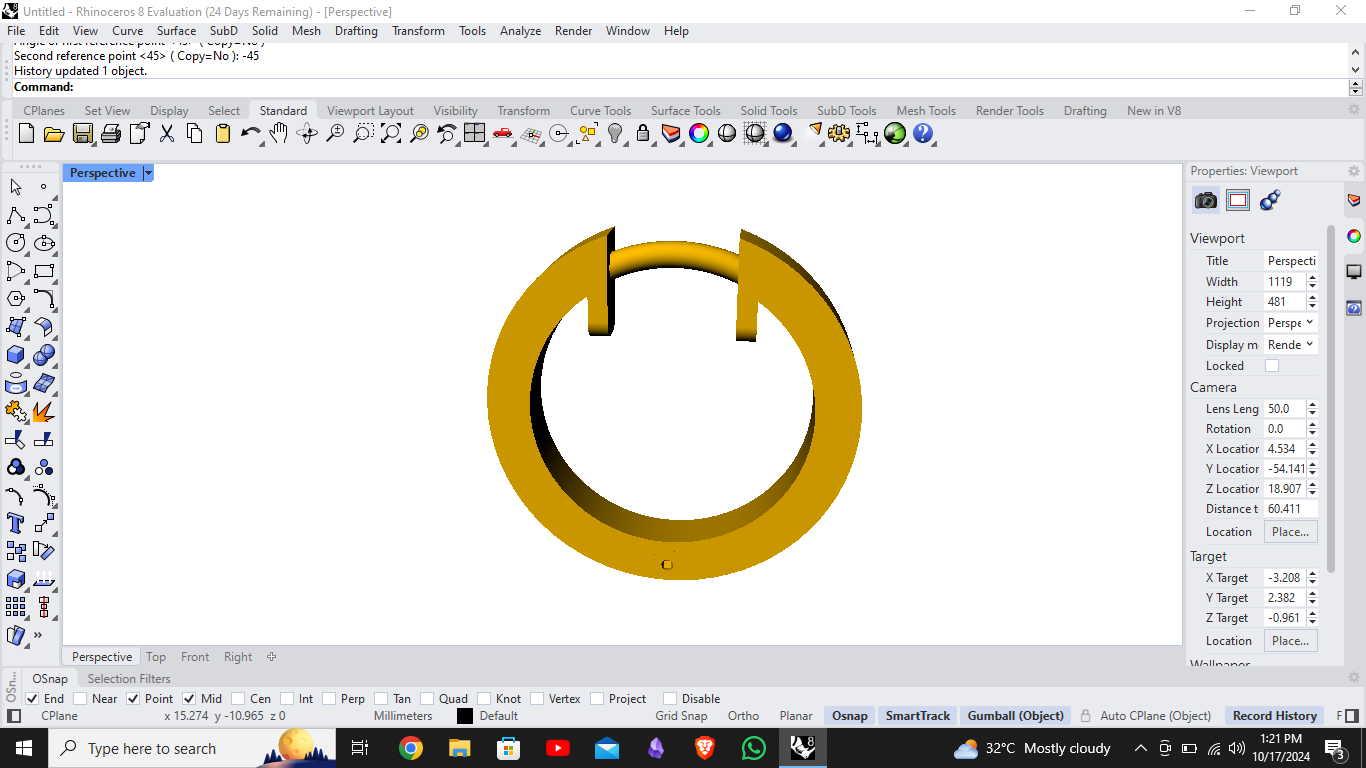 Untitled - Rhinoceros 8 Evaluation (24 Days Remaining) - [Perspective]
File Edit View Curve Surface SubD Solid Mesh Drafting Transform Tools Analyze Render Window Help
Angle or first reference point <45> ( Copy=No )
Second reference point <45> ( Copy=No ): -45
History updated 1 object.
Command:
CPlanes Set View Display Select Standard Viewport Layout Visibility Transform Curve Tools Surface Tools Solid Tools SubD Tools Mesh Tools Render Tools Drafting New in V8
Perspective
Properties: Viewport
Viewport
Title Perspecti
Width 1119
Height 481
Projection Perspe
Display m Rende
Locked
Camera
Lens Leng 50.0
Rotation 0.0
X Locatior 4.534
Y Locatior -54.141
Z Locatior 18.907
Distance t 60.411
Location Place...
Target
X Target -3.208
Y Target 2.382
Z Target -0.961
Location Place...
Wallpaper
Perspective Top Front Right
OSn...
OSnap Selection Filters
End Near Point Mid Cen Int Perp Tan Quad Knot Vertex Project Disable
CPlane x 15.274 y -10.965 z 0 Millimeters Default Grid Snap Ortho Planar Osnap SmartTrack Gumball (Object) Auto CPlane (Object) Record History F
8
Type here to search
32°C Mostly cloudy
1:21 PM
10/17/2024
3